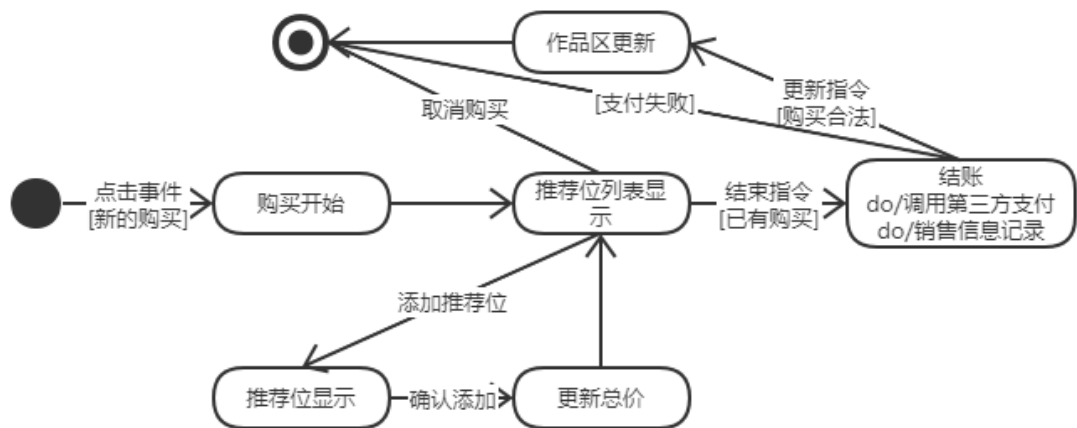 作品区更新
更新指令
[购买合法]
[支付失败]
取消购买
点击事件
[新的购买]
购买开始
推荐位列表显
示
结束指令
[已有购买]
结账
do/调用第三方支付
do/销售信息记录
添加推荐位
推荐位显示
确认添加
更新总价